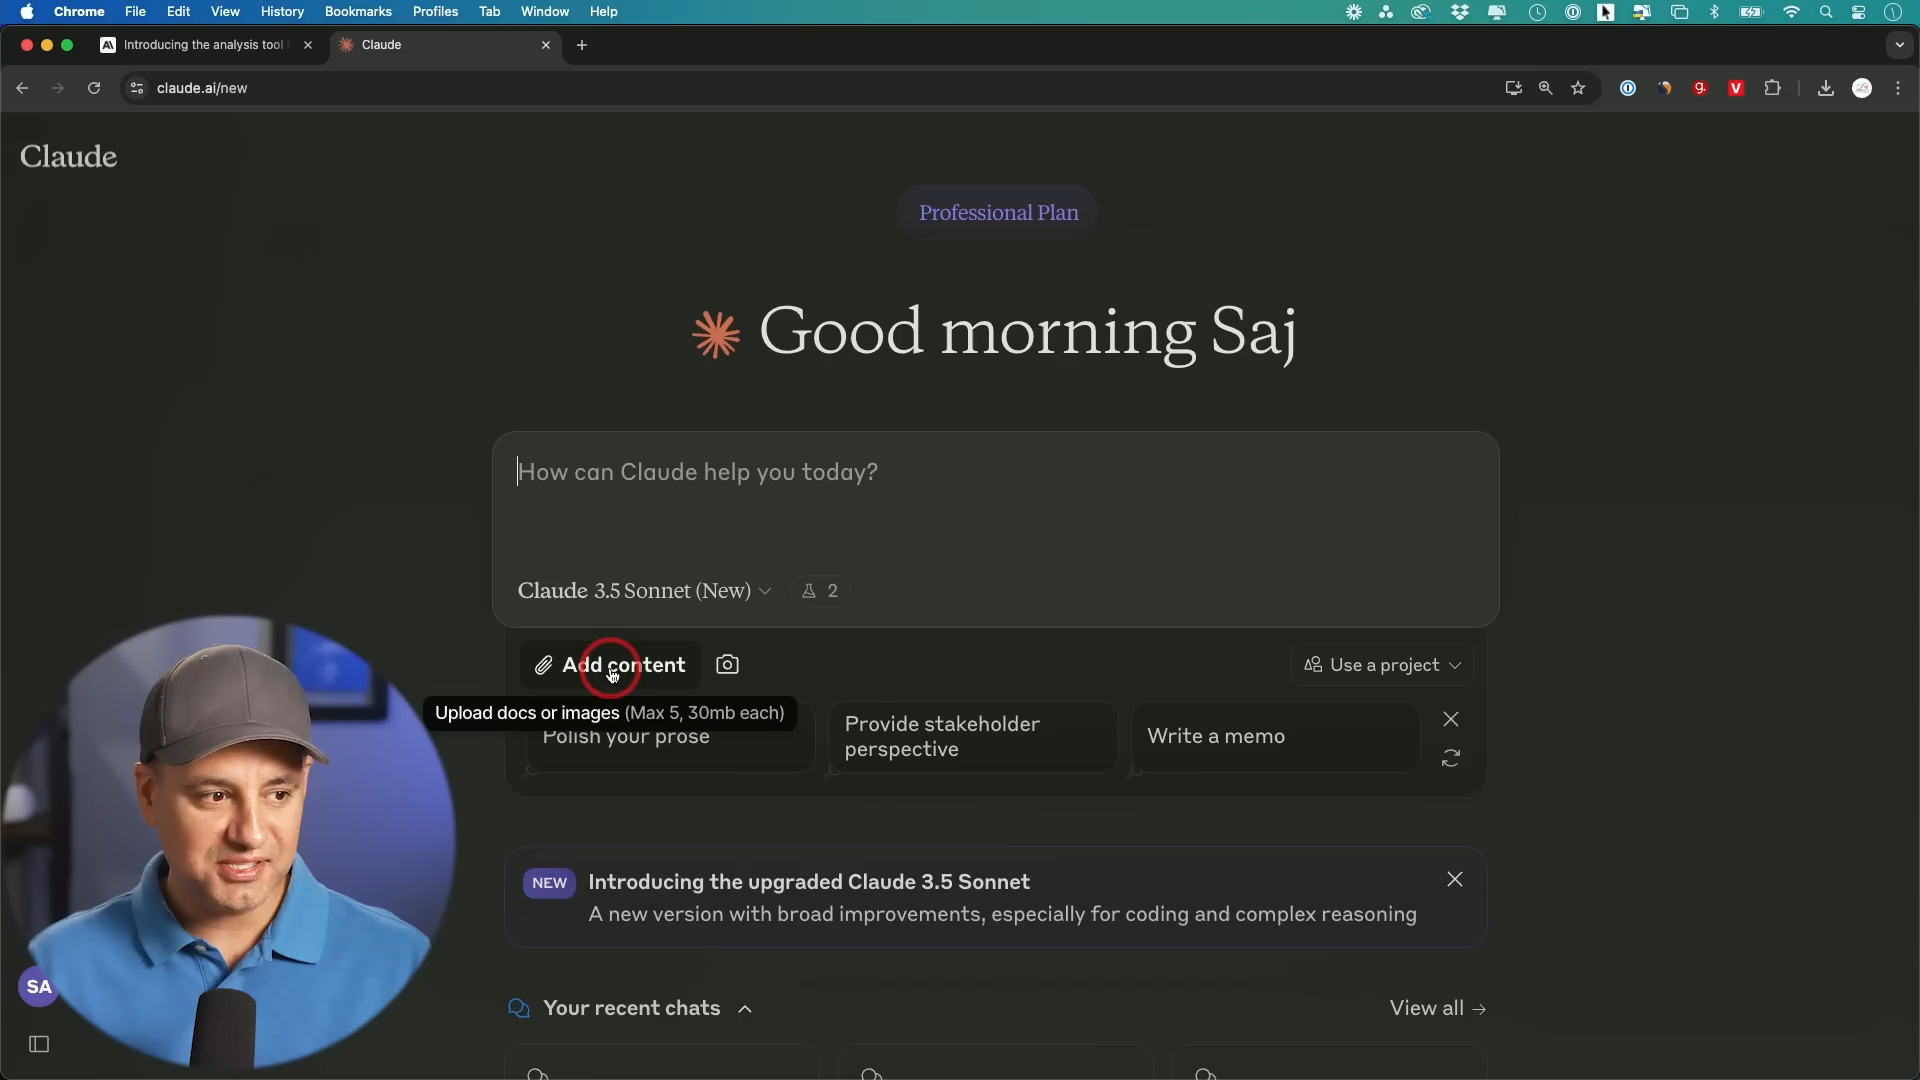 Chrome File Edit View History Bookmarks Profiles Tab Window Help
Introducing the analysis tool
Claude
claude.ai/new
Claude
Professional Plan
Good morning Saj
How can Claude help you today?
Claude 3.5 Sonnet (New) 2
Add content
Use a project
Upload docs or images (Max 5, 30mb each)
Polish your prose
Provide stakeholder
perspective
Write a memo
NEW Introducing the upgraded Claude 3.5 Sonnet
A new version with broad improvements, especially for coding and complex reasoning
SA
Your recent chats
View all →